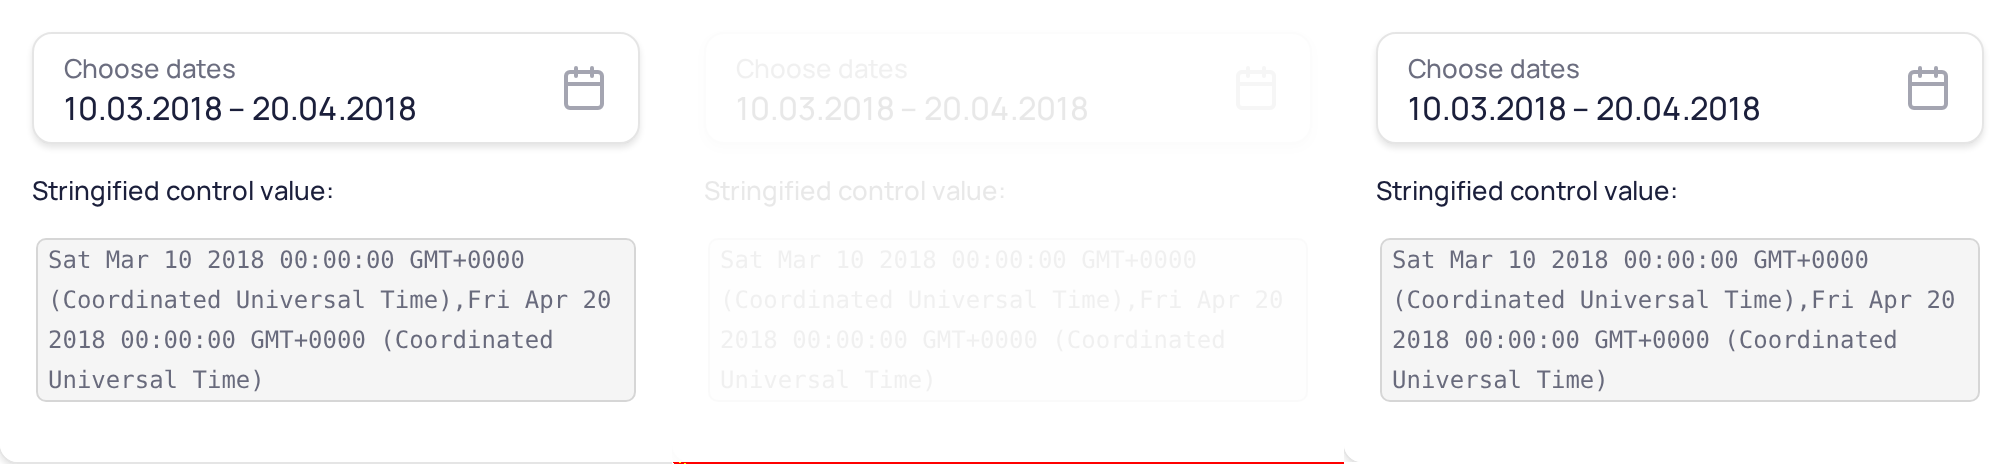 Choose dates
10.03.2018 – 20.04.2018
Stringified control value:
Sat Mar 10 2018 00:00:00 GMT+0000
(Coordinated Universal Time),Fri Apr 20
2018 00:00:00 GMT+0000 (Coordinated
Universal Time)
Choose dates
10.03.2018 – 20.04.2018
Stringified control value:
Sat Mar 10 2018 00:00:00 GMT+0000
(Coordinated Universal Time),Fri Apr 20
2018 00:00:00 GMT+0000 (Coordinated
Universal Time)
Choose dates
10.03.2018 – 20.04.2018
Stringified control value:
Sat Mar 10 2018 00:00:00 GMT+0000
(Coordinated Universal Time),Fri Apr 20
2018 00:00:00 GMT+0000 (Coordinated
Universal Time)